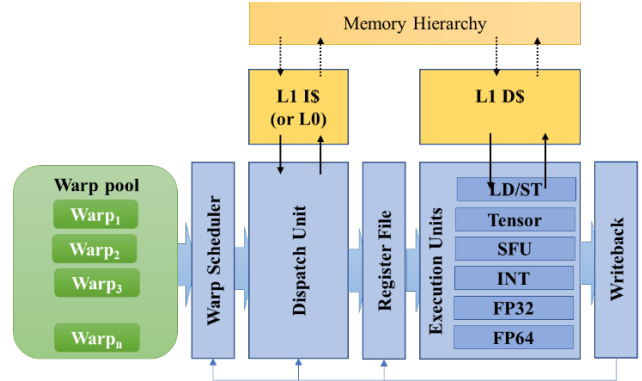 Memory Hierarchy
L1 I$
(or L0)
L1 D$
Warp pool
Warp1
Warp2
Warp3
Warpn
Warp Scheduler
Dispatch Unit
Register File
Execution Units
LD/ST
Tensor
SFU
INT
FP32
FP64
Writeback